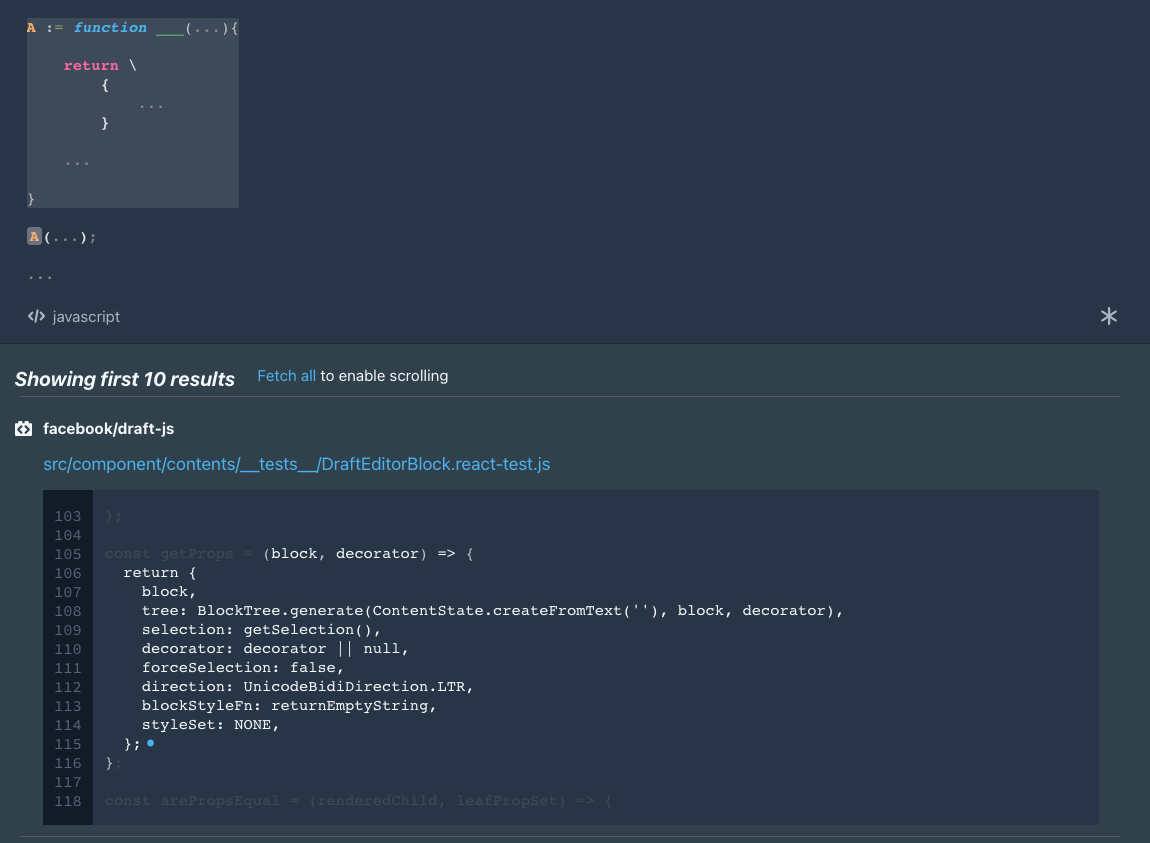 A := function ___(...){
return \
{
...
}
...
}
A(...);
...
</> javascript
Showing first 10 results Fetch all to enable scrolling
facebook/draft-js
src/component/contents/__tests__/DraftEditorBlock.react-test.js
103 };
104
105 const getProps = (block, decorator) => {
106 return {
107 block,
108 tree: BlockTree.generate(ContentState.createFromText(''), block, decorator),
109 selection: getSelection(),
110 decorator: decorator || null,
111 forceSelection: false,
112 direction: UnicodeBidiDirection.LTR,
113 blockStyleFn: returnEmptyString,
114 styleSet: NONE,
115 };
116 };
117
118 const arePropsEqual = (renderedChild, leafPropSet) => {